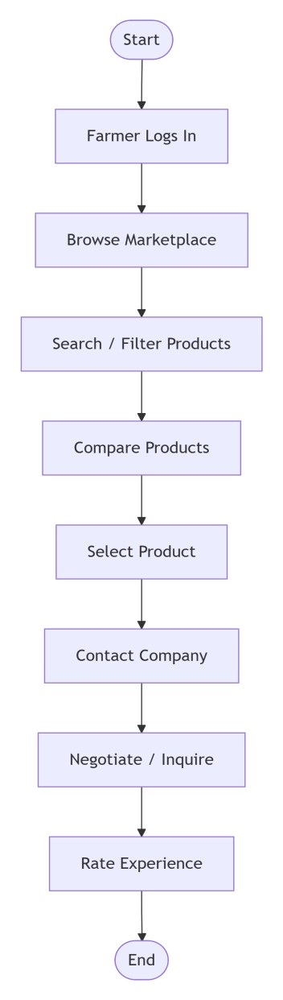 Start
Farmer Logs In
Browse Marketplace
Search / Filter Products
Compare Products
Select Product
Contact Company
Negotiate / Inquire
Rate Experience
End